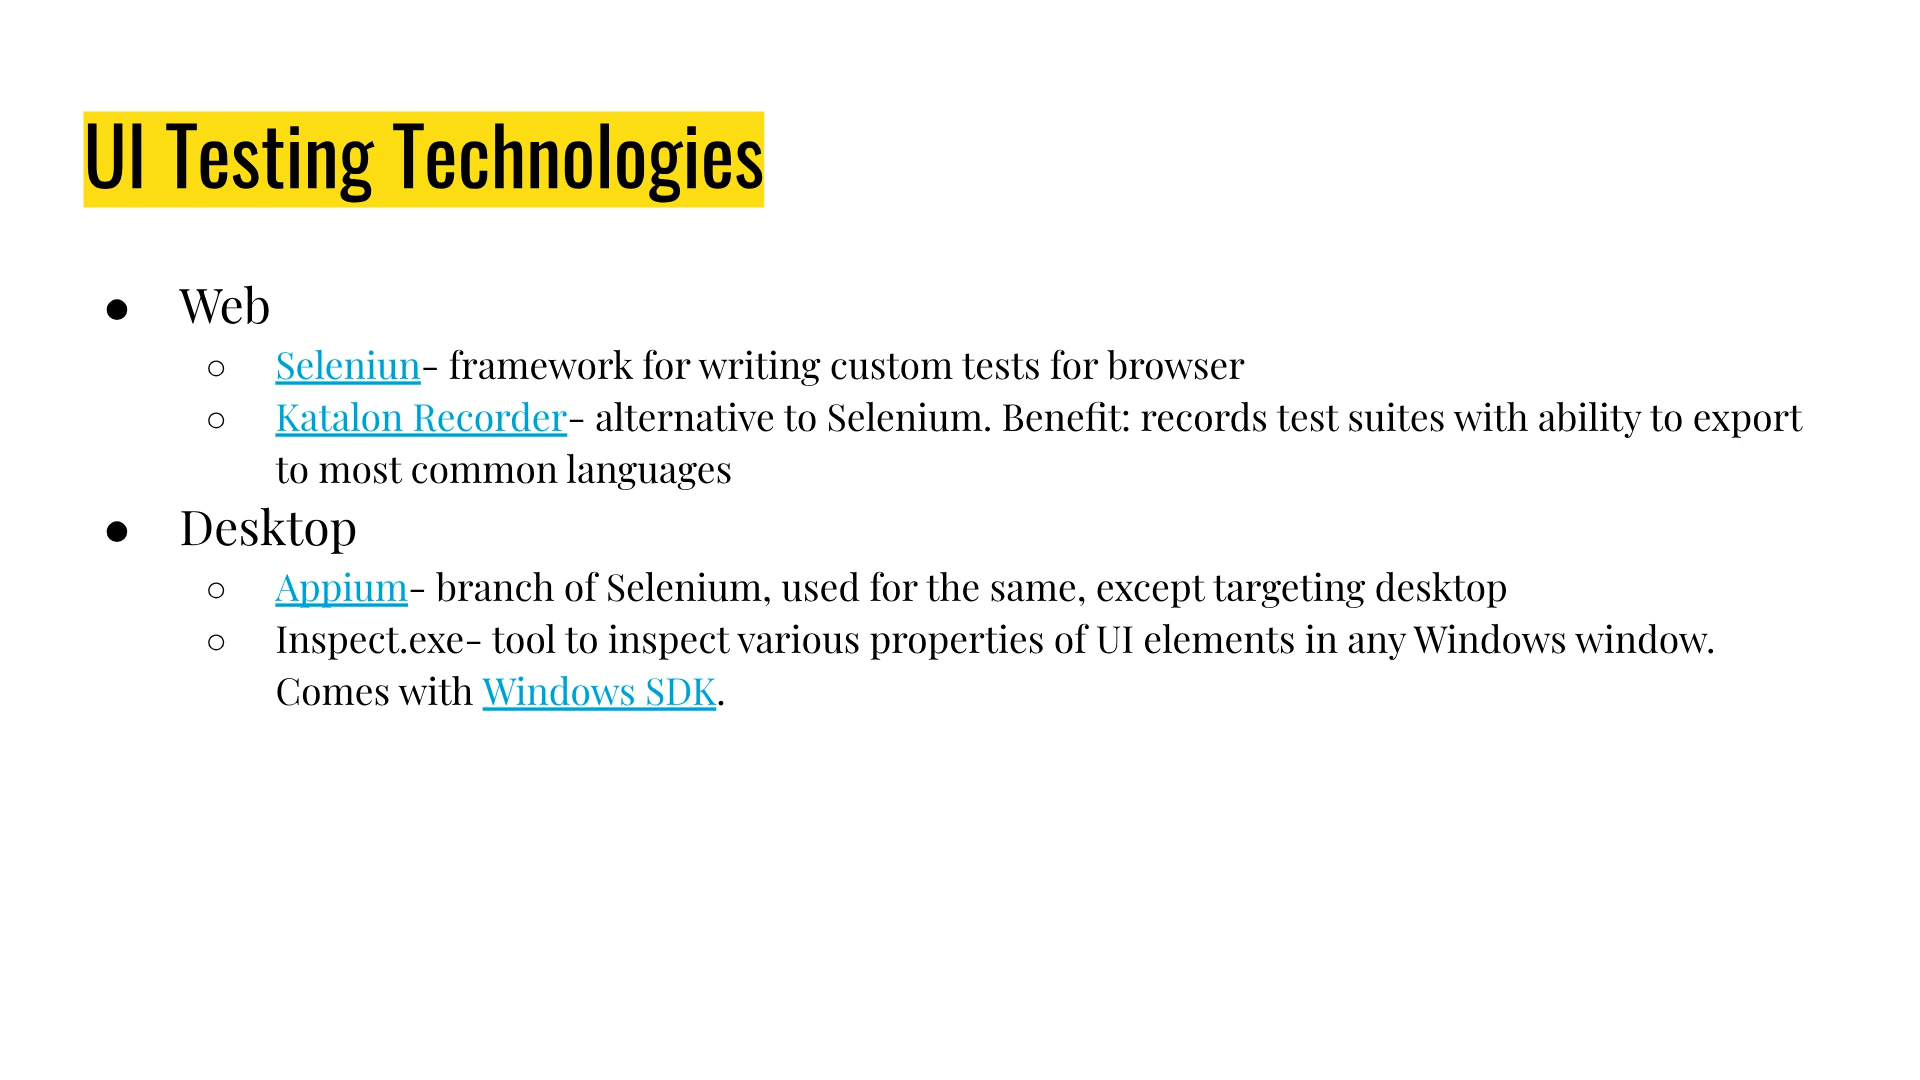 UI Testing Technologies
● Web
○ Seleniun- framework for writing custom tests for browser
○ Katalon Recorder- alternative to Selenium. Benefit: records test suites with ability to export
to most common languages
● Desktop
○ Appium- branch of Selenium, used for the same, except targeting desktop
○ Inspect.exe- tool to inspect various properties of UI elements in any Windows window.
Comes with Windows SDK.